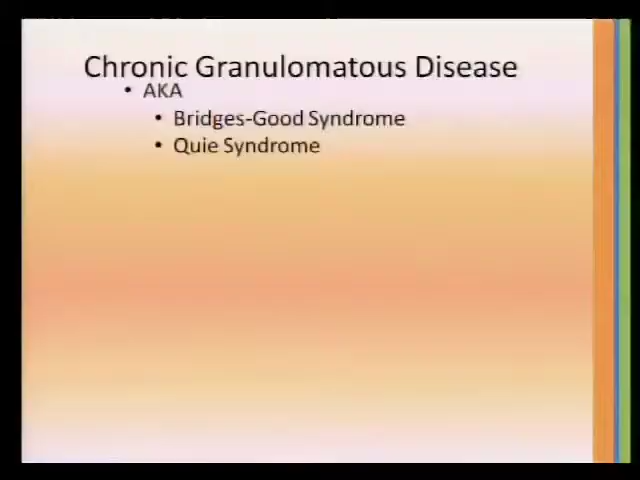 Chronic Granulomatous Disease
• AKA
• Bridges-Good Syndrome
• Quie Syndrome